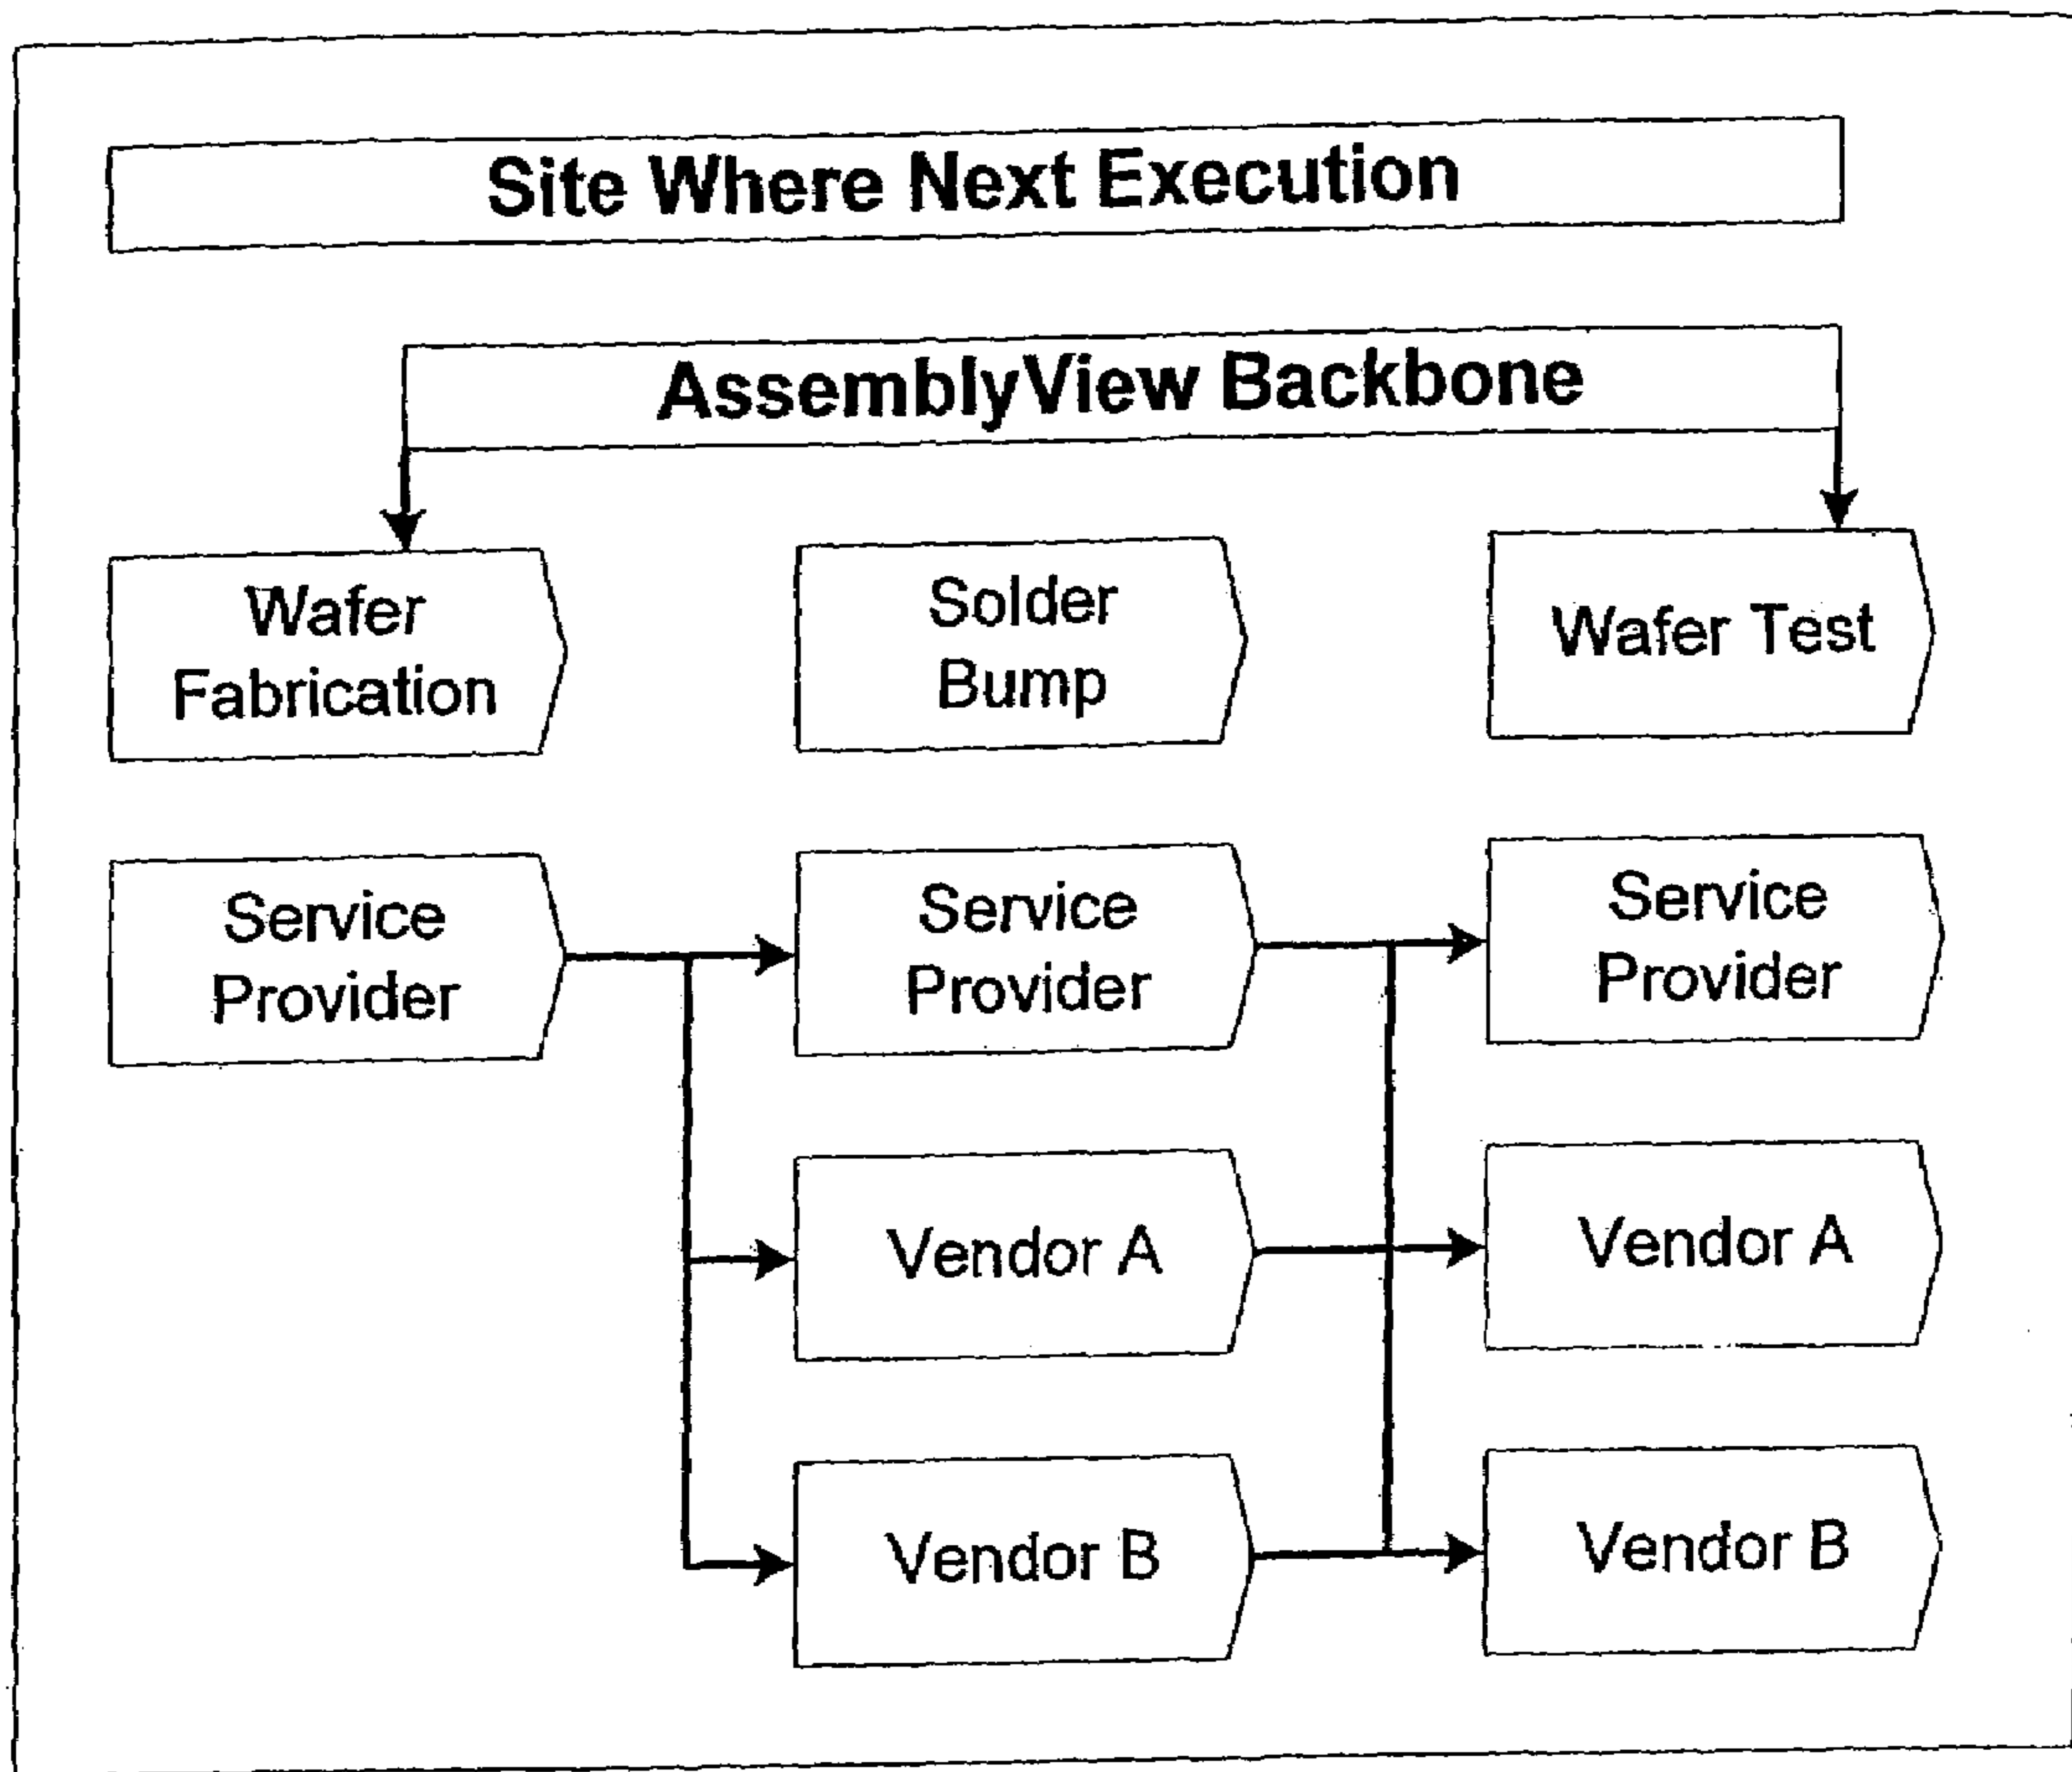 Site Where Next Execution
AssemblyView Backbone
Wafer
Fabrication
Solder
Bump
Wafer Test
Service
Provider
Service
Provider
Service
Provider
Vendor A
Vendor A
Vendor B
Vendor B